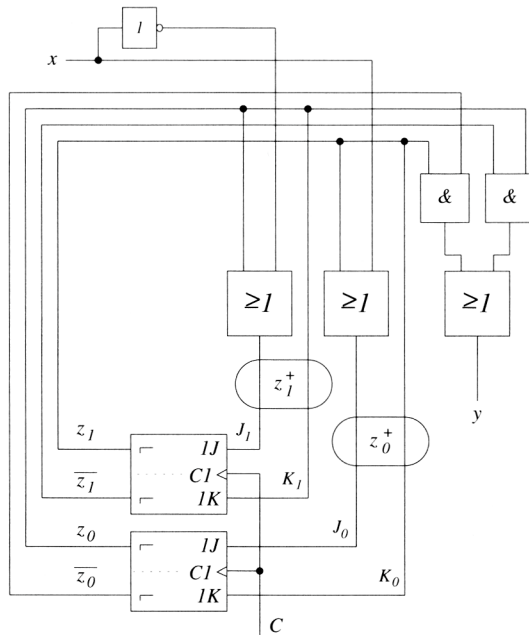 1
x
& &
≥1 ≥1 ≥1
z₁⁺
y
z₀⁺
z₁ J₁
1J
C1
z̅₁ K₁
1K
z₀ J₀
1J
C1
z̅₀ K₀
1K
C